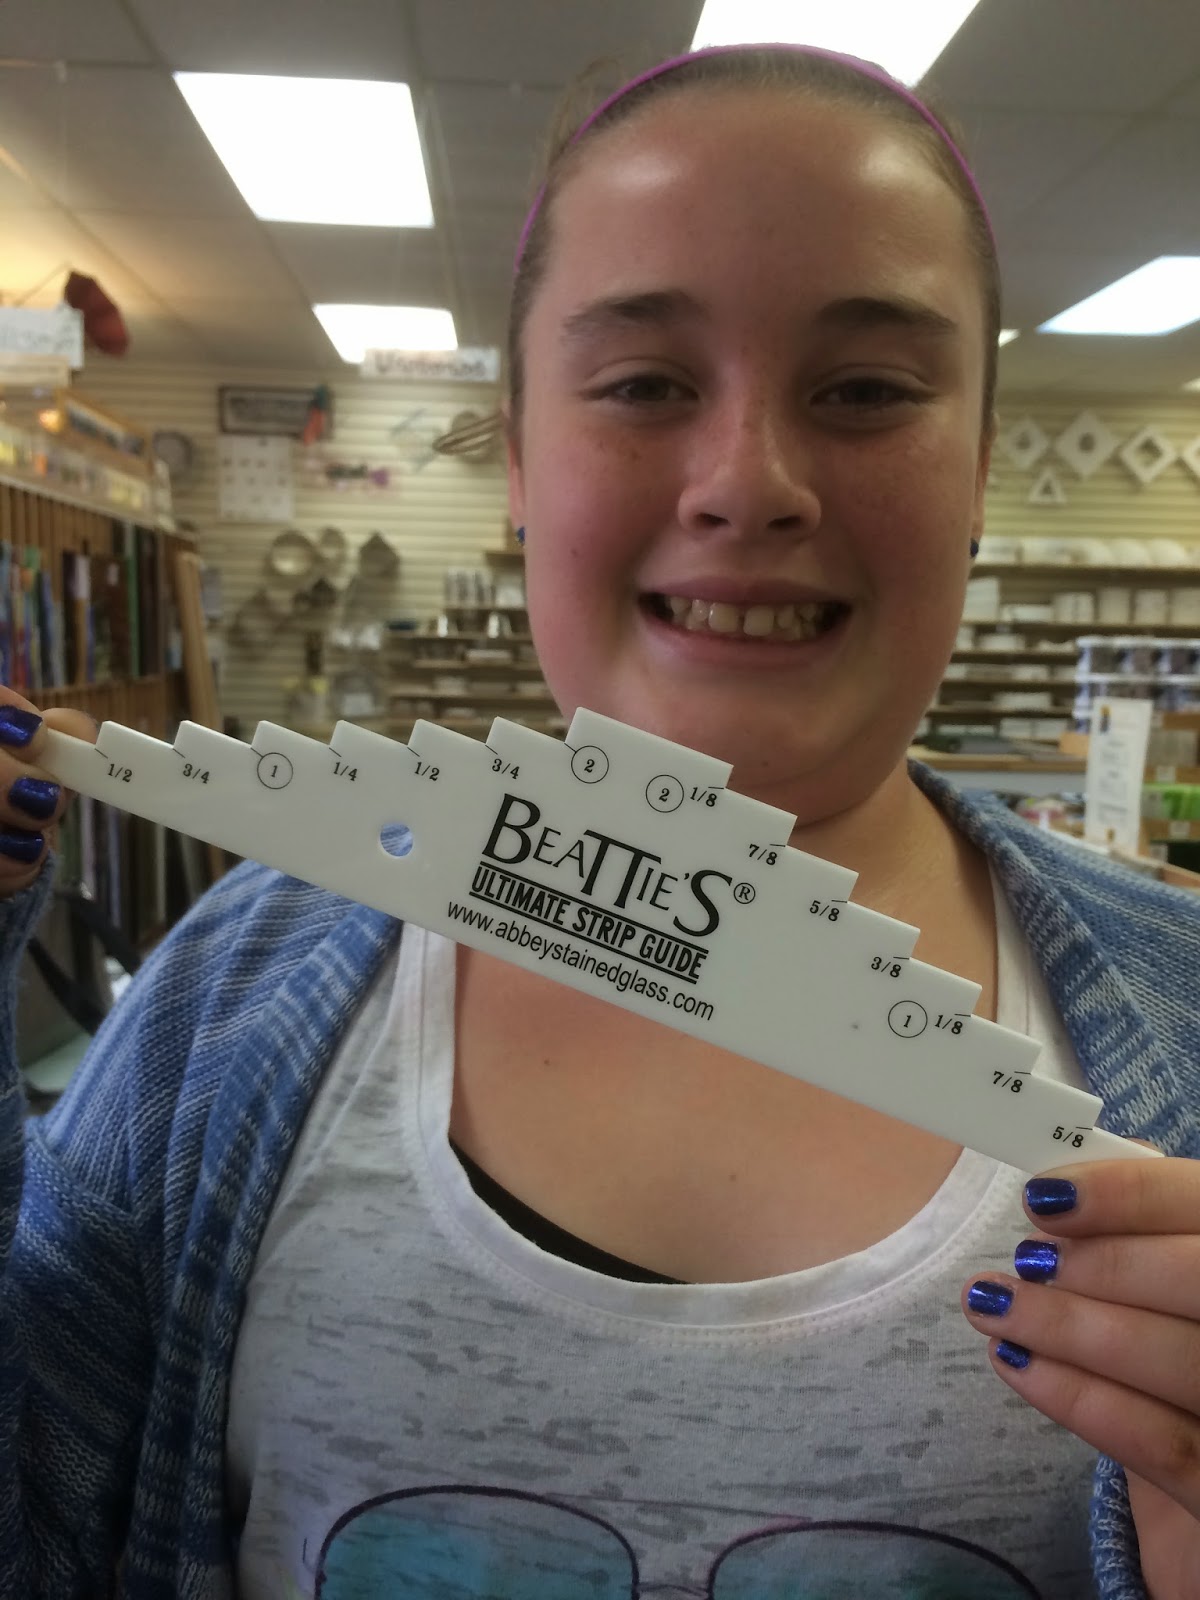 1/2 3/4 1 1/4 1/2 3/4 2
2 1/8
7/8
5/8
3/8
1 1/8
7/8
5/8
BEATTIE'S®
ULTIMATE STRIP GUIDE
www.abbeystainedglass.com